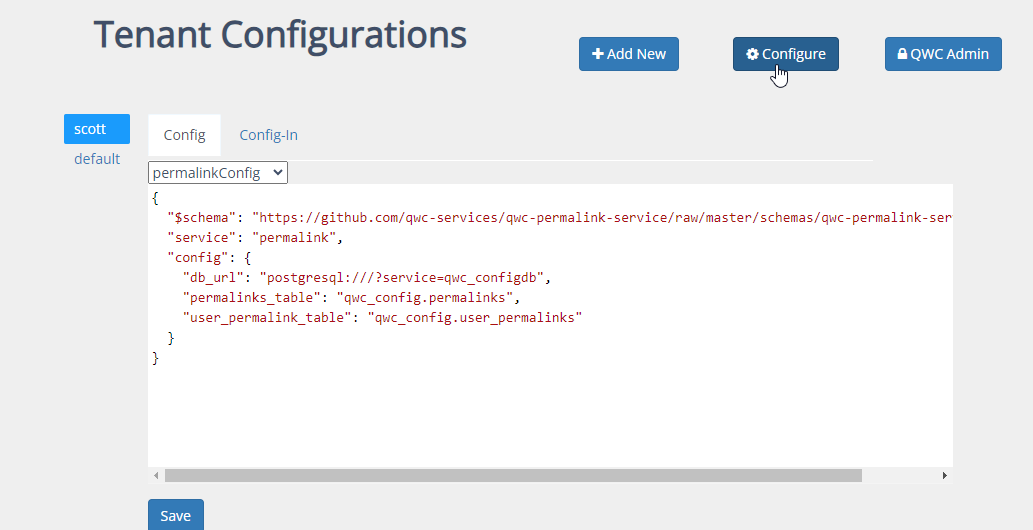 Tenant Configurations
Add New
Configure
QWC Admin
scott
default
Config
Config-In
permalinkConfig
{
  "$schema": "https://github.com/qwc-services/qwc-permalink-service/raw/master/schemas/qwc-permalink-ser
  "service": "permalink",
  "config": {
    "db_url": "postgresql:///?service=qwc_configdb",
    "permalinks_table": "qwc_config.permalinks",
    "user_permalink_table": "qwc_config.user_permalinks"
  }
}
Save